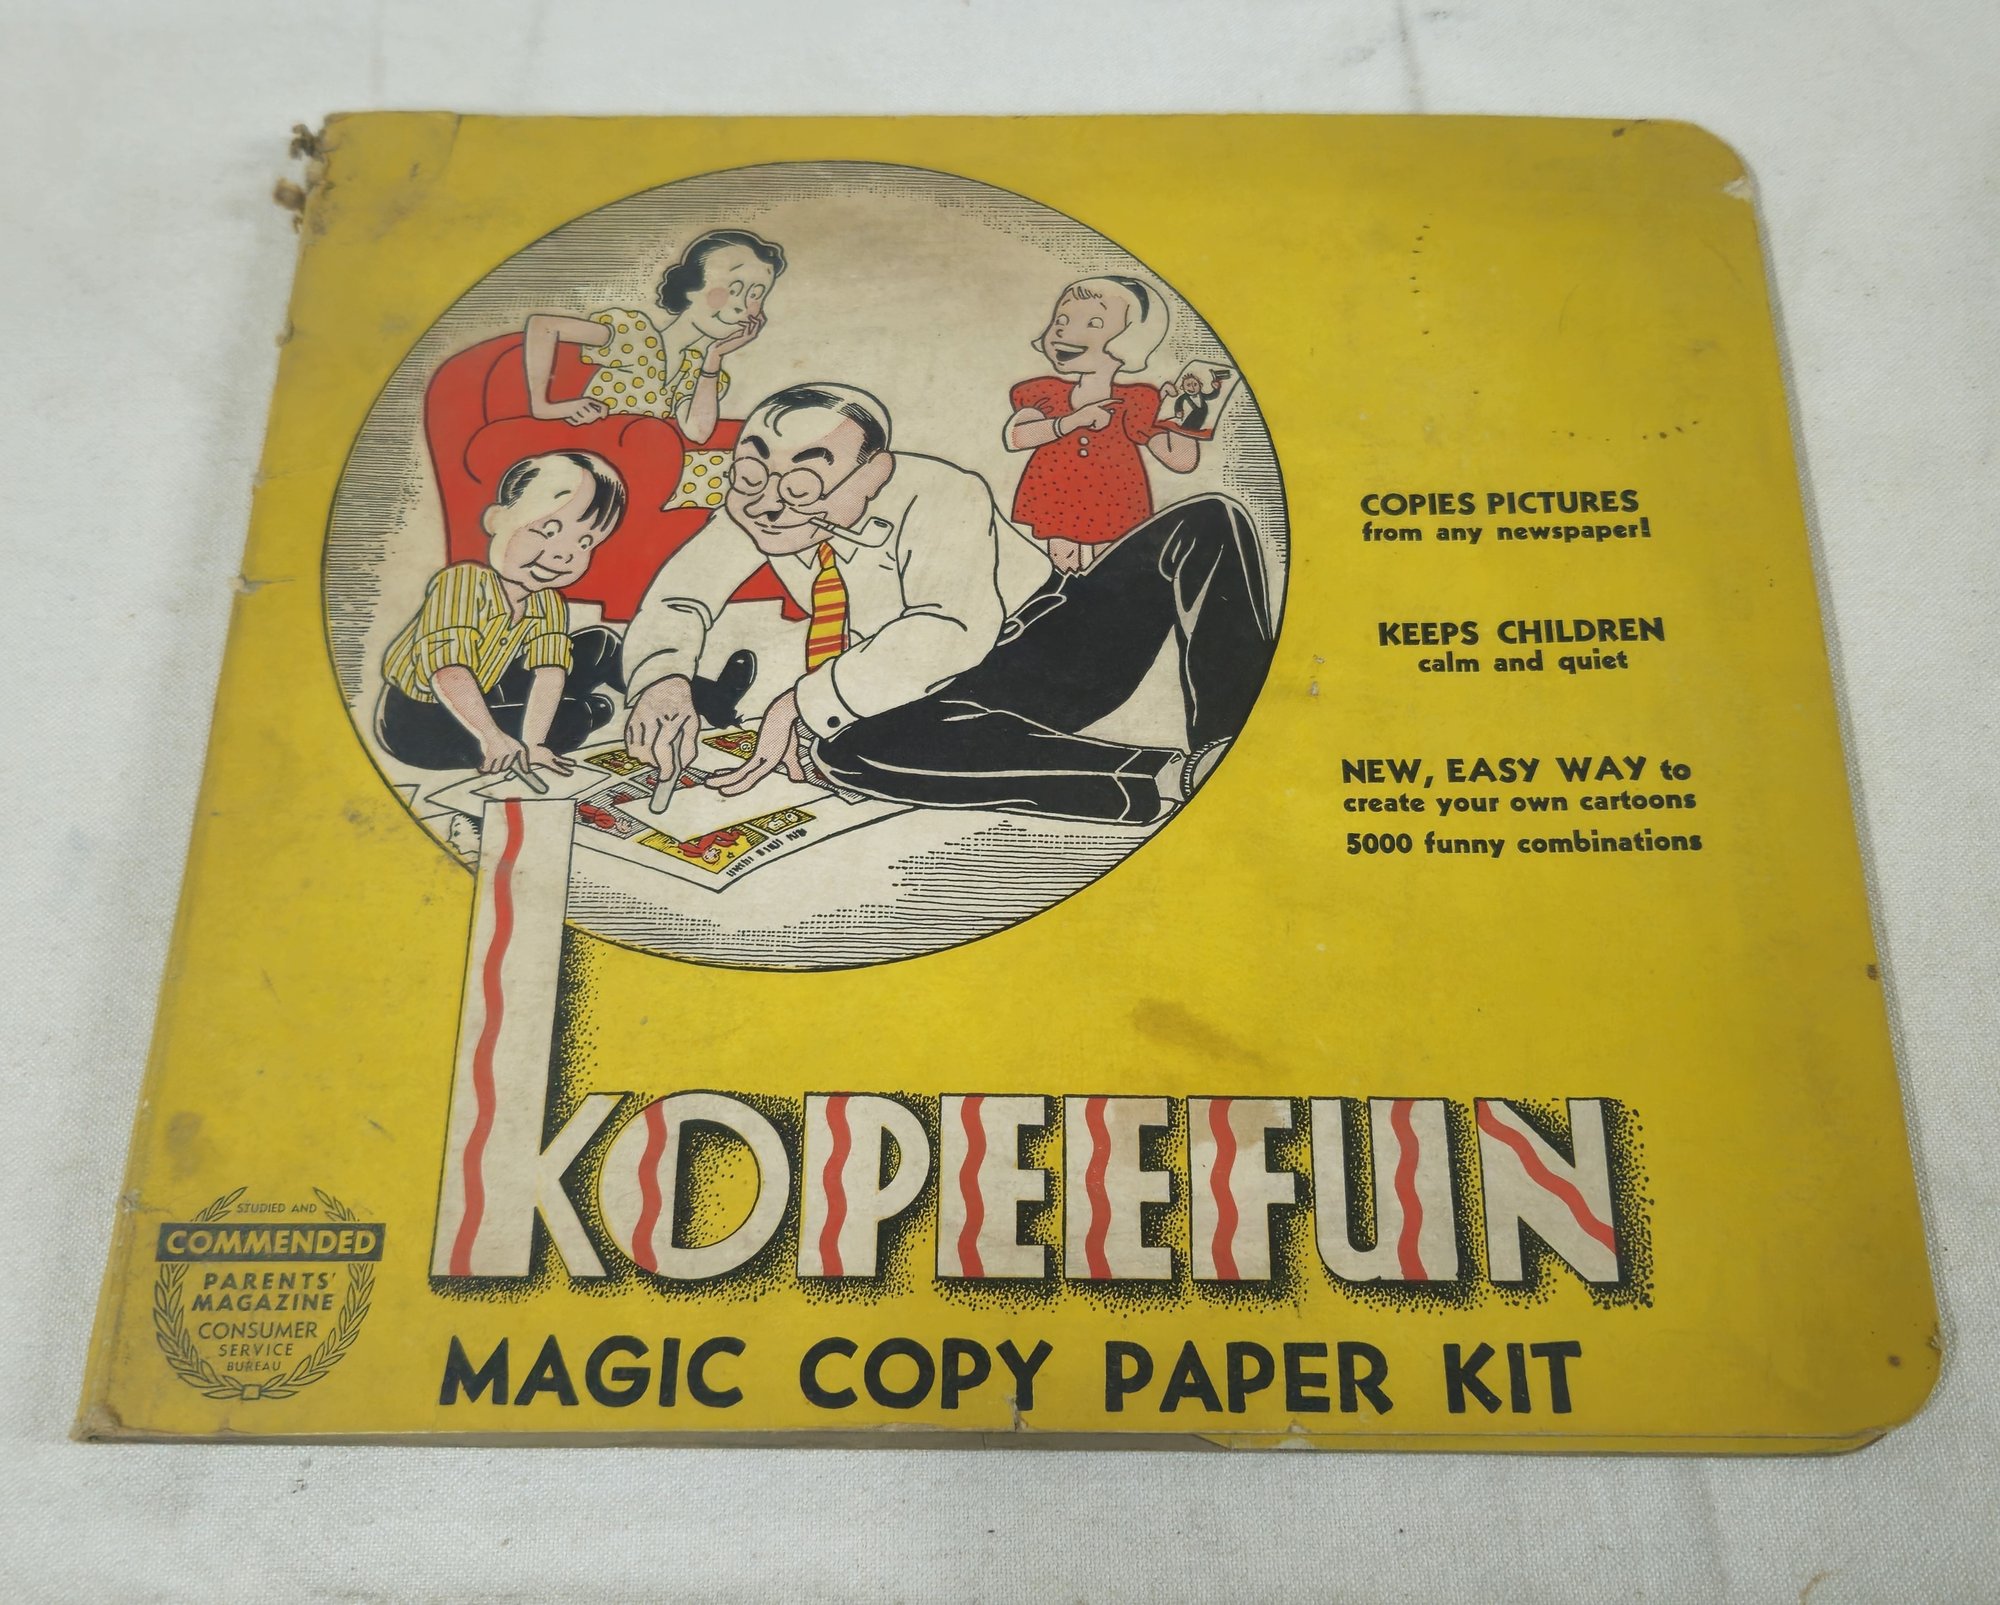 COPIES PICTURES
from any newspaper!
KEEPS CHILDREN
calm and quiet
NEW, EASY WAY to
create your own cartoons
5000 funny combinations
KOPEEFUN
MAGIC COPY PAPER KIT
STUDIED AND
COMMENDED
PARENTS'
MAGAZINE
CONSUMER
SERVICE
BUREAU